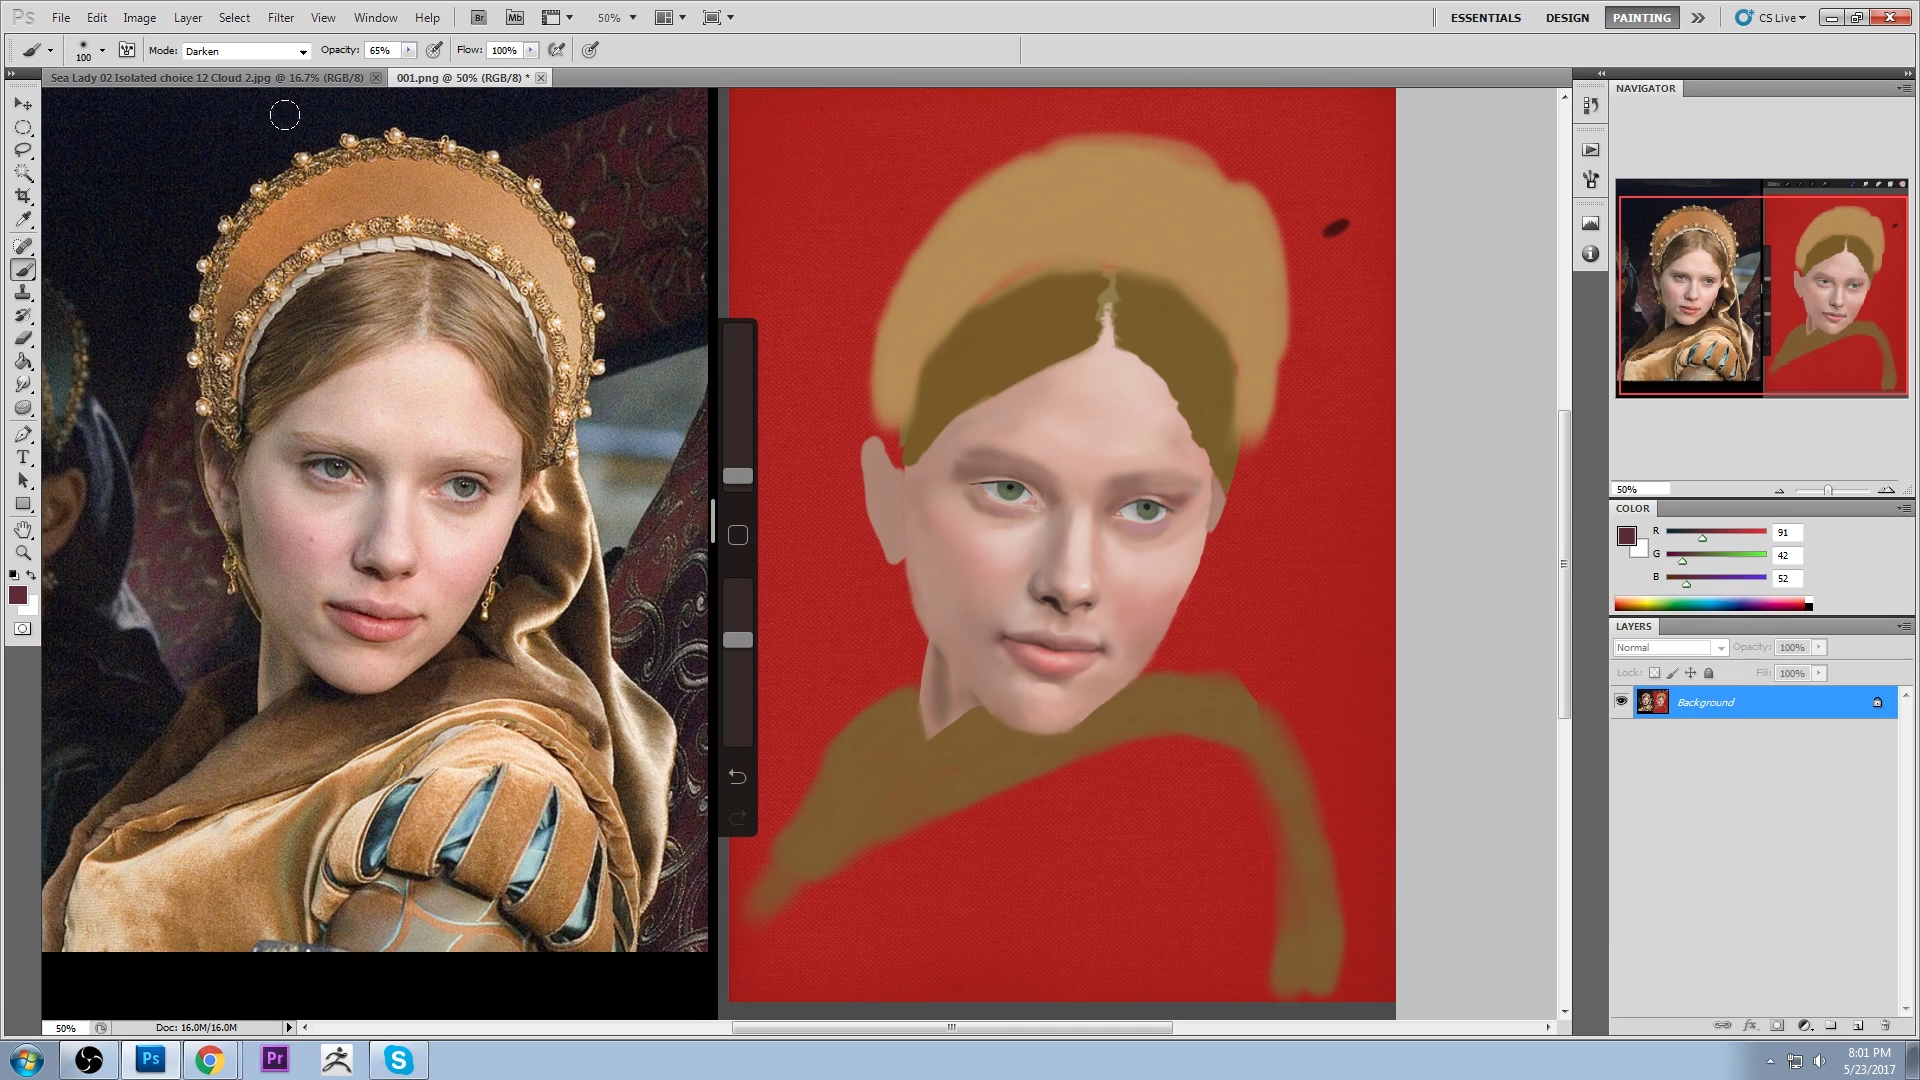 Ps File Edit Image Layer Select Filter View Window Help Br Mb 50% ESSENTIALS DESIGN PAINTING CS Live
100 Mode: Darken Opacity: 65% Flow: 100%
Sea Lady 02 Isolated choice 12 Cloud 2.jpg @ 16.7% (RGB/8) 001.png @ 50% (RGB/8) *
NAVIGATOR
50%
COLOR
R 91
G 42
B 52
LAYERS
Normal Opacity: 100%
Lock: Fill: 100%
Background
T
fx
50% Doc: 16.0M/16.0M
Ps Pr S
8:01 PM
5/23/2017